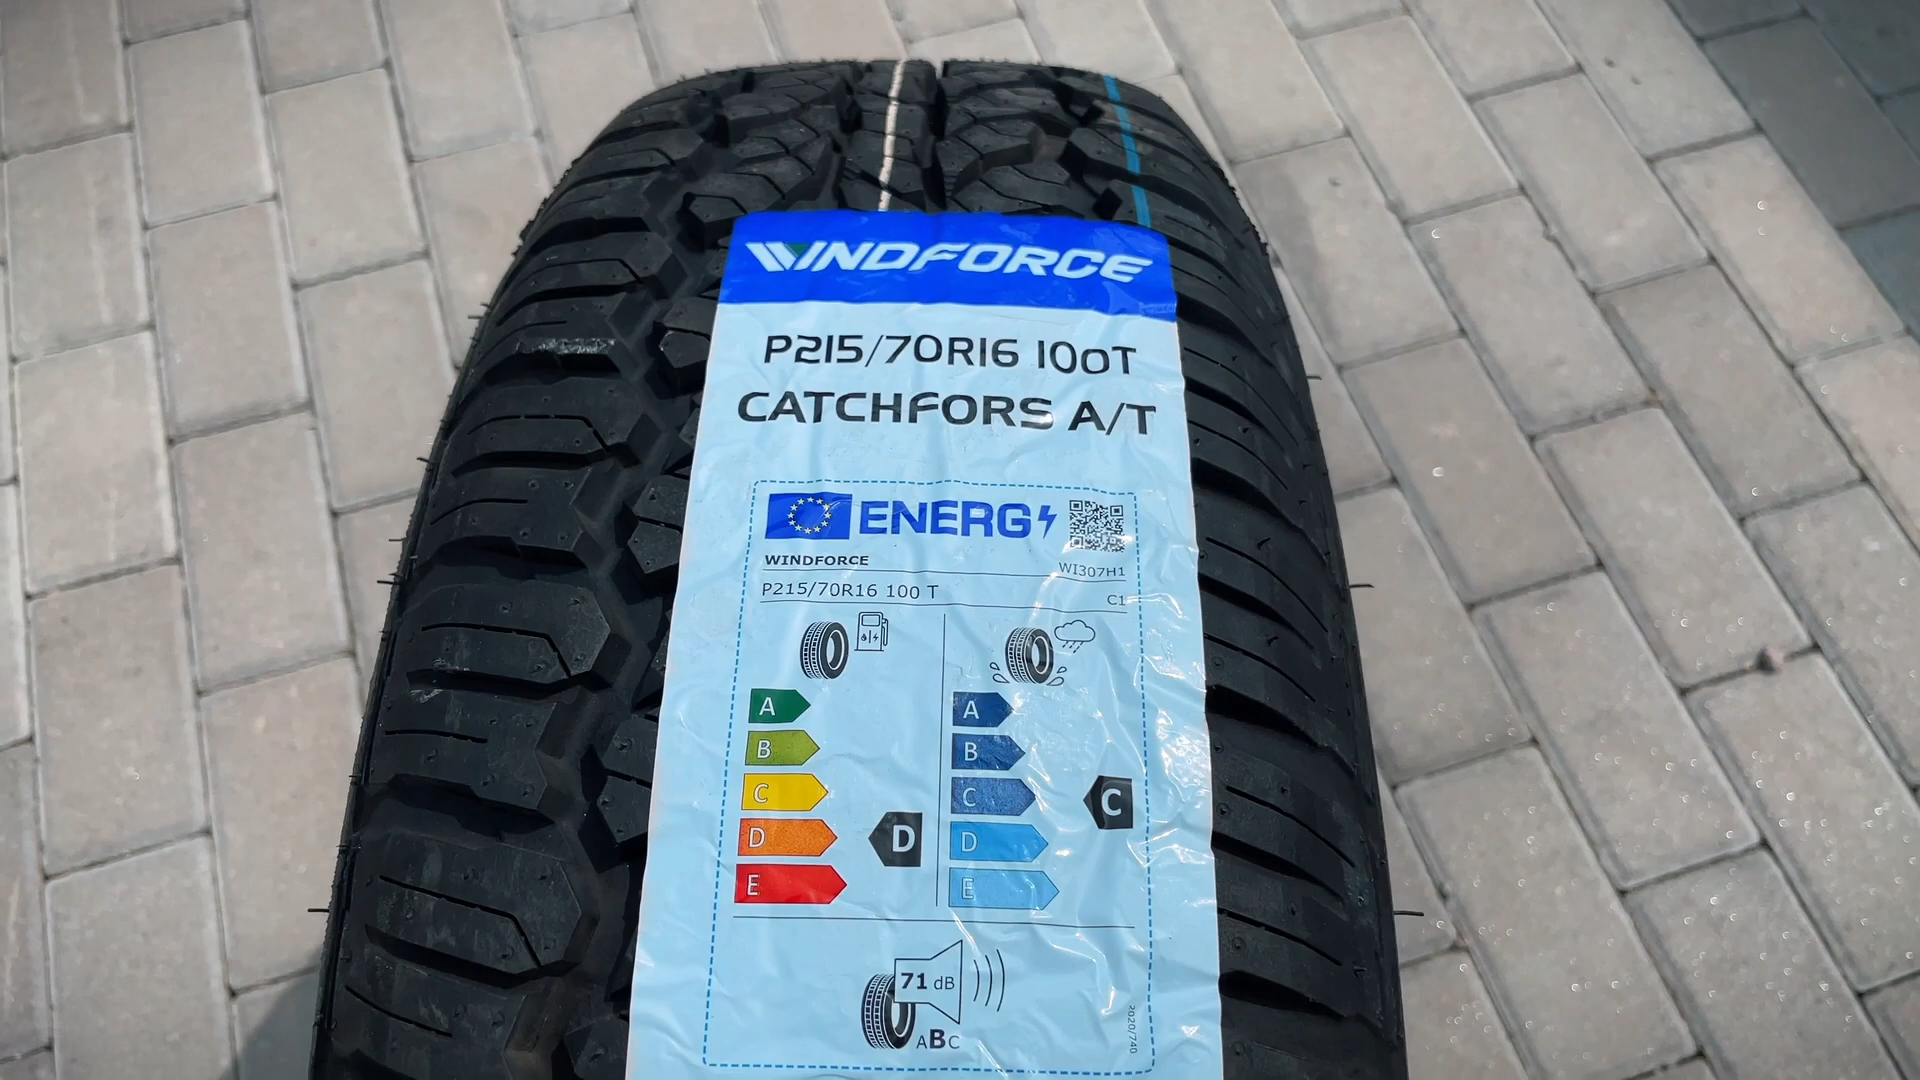 WINDFORCE
P215/70R16 100T
CATCHFORS A/T
ENERG
WINDFORCE WI307H1
P215/70R16 100 T C1
A A
B B
C C C
D D D
E E
71 dB
ABC
2020/740